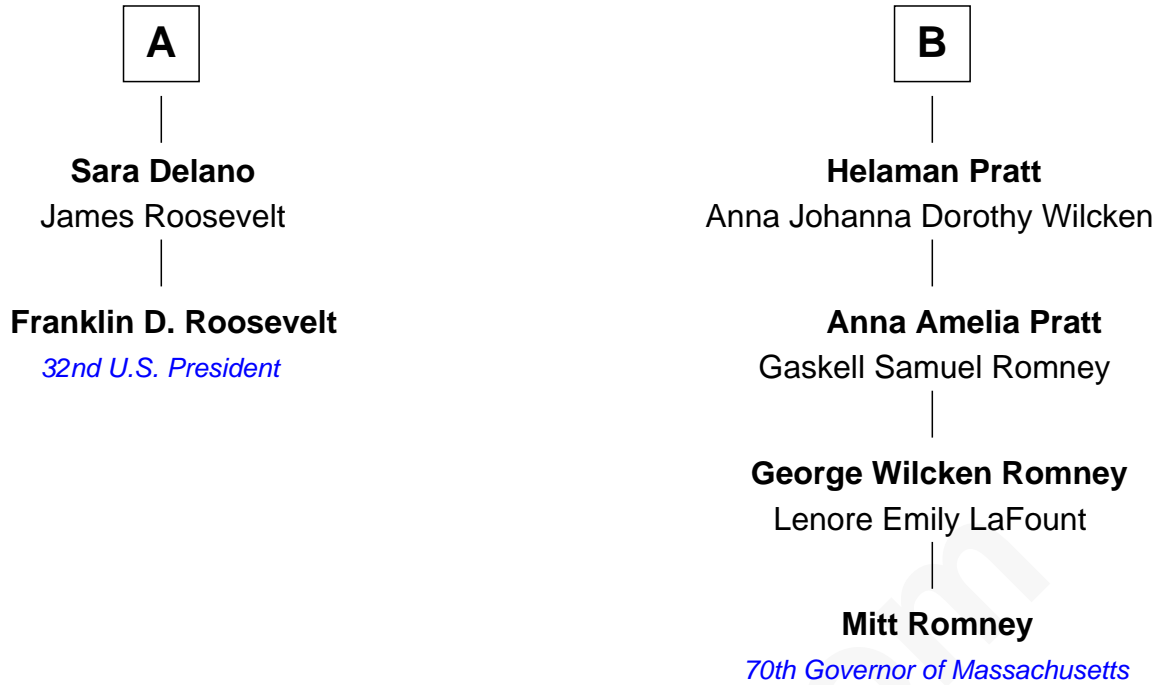 A
Sara Delano
James Roosevelt
Franklin D. Roosevelt
32nd U.S. President
B
Helaman Pratt
Anna Johanna Dorothy Wilcken
Anna Amelia Pratt
Gaskell Samuel Romney
George Wilcken Romney
Lenore Emily LaFount
Mitt Romney
70th Governor of Massachusetts